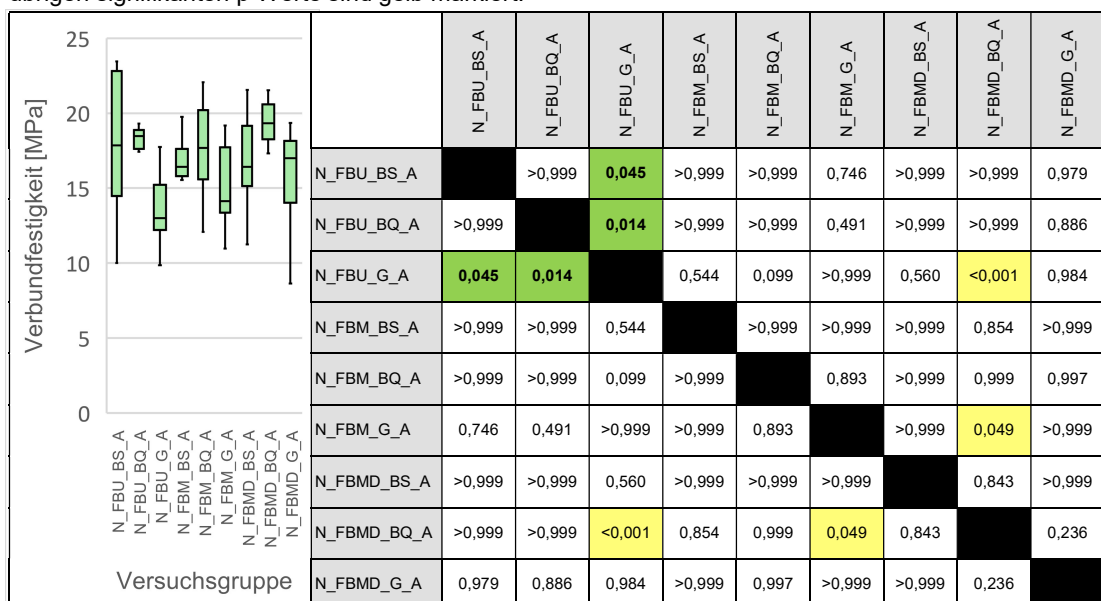 übrigen signifikanten p-Werte sind gelb markiert.
25
20
15
10
5
0
Verbundfestigkeit [MPa]
N_FBU_BS_A
N_FBU_BQ_A
N_FBU_G_A
N_FBM_BS_A
N_FBM_BQ_A
N_FBM_G_A
N_FBMD_BS_A
N_FBMD_BQ_A
N_FBMD_G_A
Versuchsgruppe
N_FBU_BS_A N_FBU_BQ_A N_FBU_G_A N_FBM_BS_A N_FBM_BQ_A N_FBM_G_A N_FBMD_BS_A N_FBMD_BQ_A N_FBMD_G_A
N_FBU_BS_A >0,999 0,045 >0,999 >0,999 0,746 >0,999 >0,999 0,979
N_FBU_BQ_A >0,999 0,014 >0,999 >0,999 0,491 >0,999 >0,999 0,886
N_FBU_G_A 0,045 0,014 0,544 0,099 >0,999 0,560 <0,001 0,984
N_FBM_BS_A >0,999 >0,999 0,544 >0,999 >0,999 >0,999 0,854 >0,999
N_FBM_BQ_A >0,999 >0,999 0,099 >0,999 0,893 >0,999 0,999 0,997
N_FBM_G_A 0,746 0,491 >0,999 >0,999 0,893 >0,999 0,049 >0,999
N_FBMD_BS_A >0,999 >0,999 0,560 >0,999 >0,999 >0,999 0,843 >0,999
N_FBMD_BQ_A >0,999 >0,999 <0,001 0,854 0,999 0,049 0,843 0,236
N_FBMD_G_A 0,979 0,886 0,984 >0,999 0,997 >0,999 >0,999 0,236